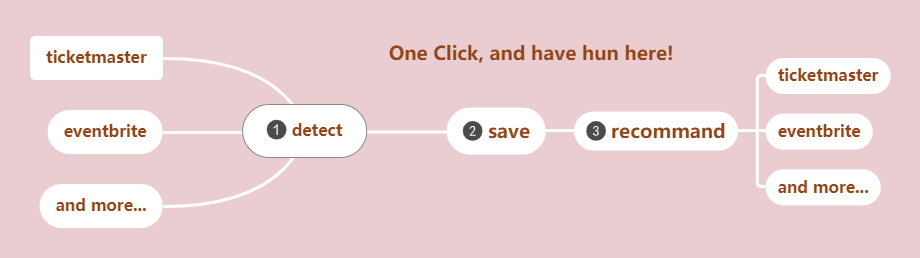 One Click, and have hun here!
ticketmaster
eventbrite
and more...
1 detect
2 save
3 recommand
ticketmaster
eventbrite
and more...